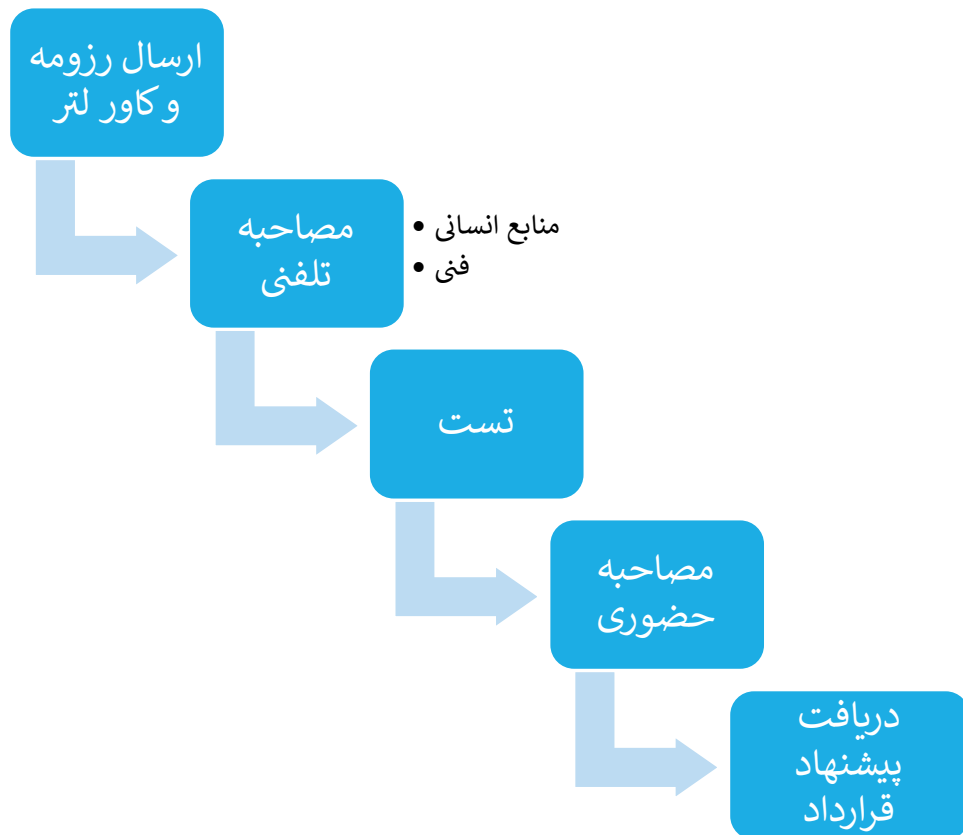 ارسال رزومه
و کاور لتر
مصاحبه
تلفنی
• منابع انسانی
• فنی
تست
مصاحبه
حضوری
دریافت
پیشنهاد
قرارداد